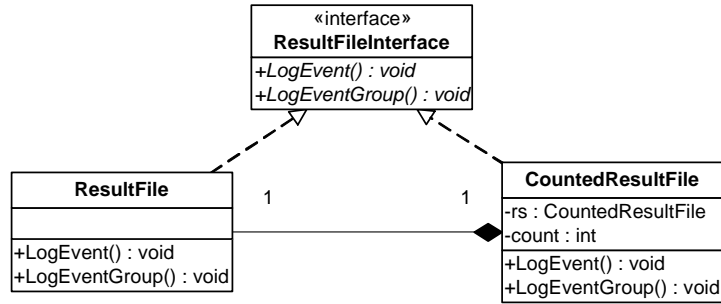 «interface»
ResultFileInterface
+LogEvent() : void
+LogEventGroup() : void
ResultFile
+LogEvent() : void
+LogEventGroup() : void
1
1
CountedResultFile
-rs : CountedResultFile
-count : int
+LogEvent() : void
+LogEventGroup() : void